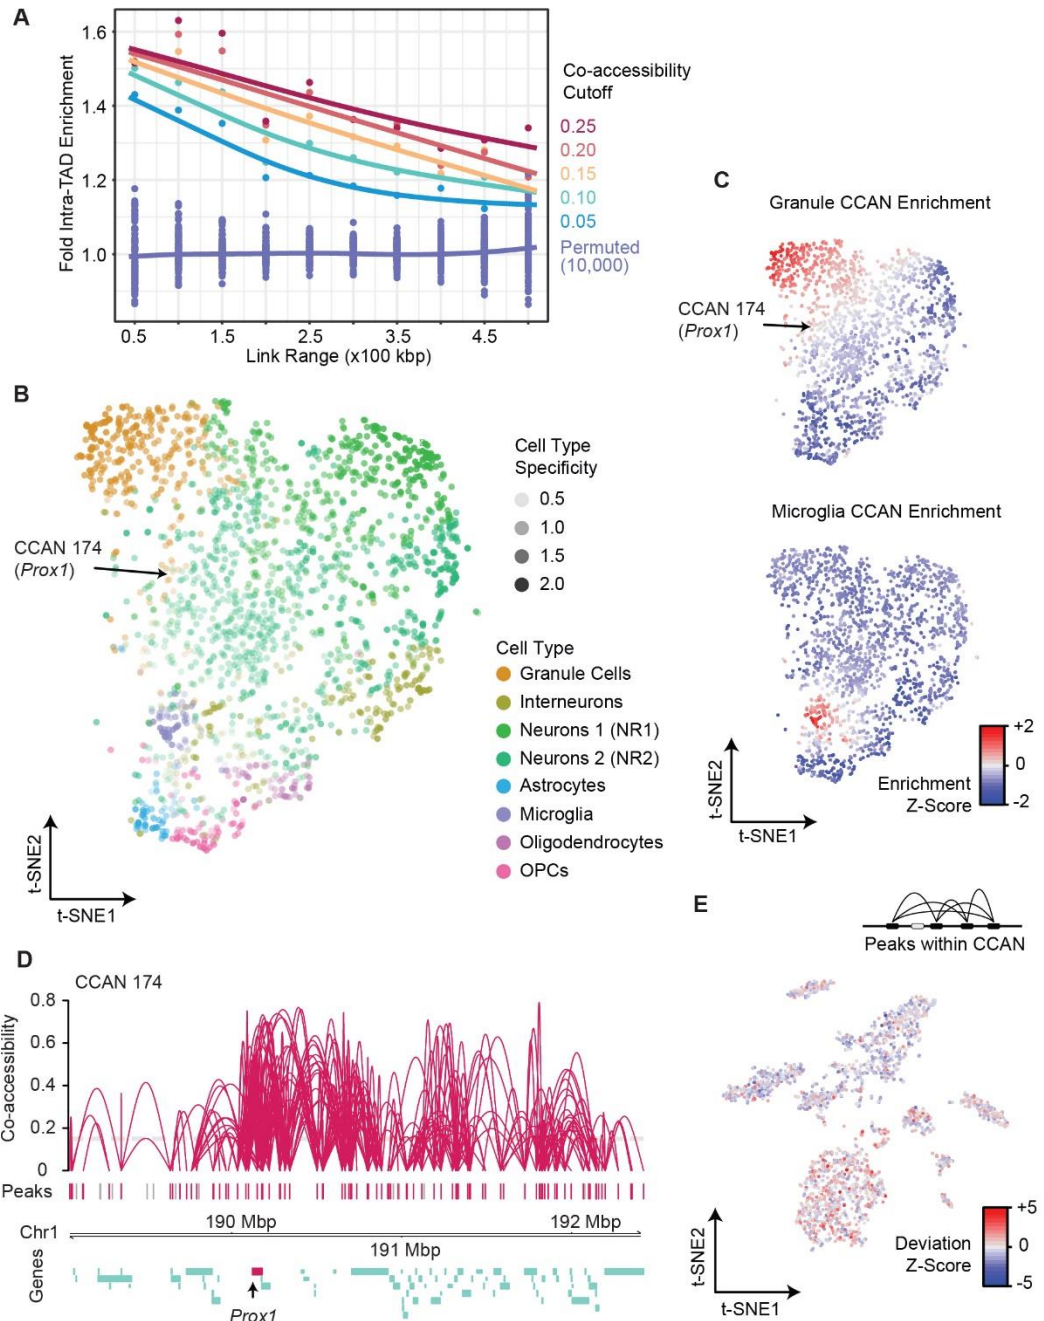 A
1.6
1.4
1.2
1.0
Fold Intra-TAD Enrichment
0.5
1.5
2.5
3.5
4.5
Link Range (x100 kbp)
Co-accessibility
Cutoff
0.25
0.20
0.15
0.10
0.05
Permuted
(10,000)
B
CCAN 174
(Prox1)
Cell Type
Specificity
0.5
1.0
1.5
2.0
Cell Type
Granule Cells
Interneurons
Neurons 1 (NR1)
Neurons 2 (NR2)
Astrocytes
Microglia
Oligodendrocytes
OPCs
t-SNE2
t-SNE1
C
Granule CCAN Enrichment
CCAN 174
(Prox1)
Microglia CCAN Enrichment
+2
0
-2
Enrichment
Z-Score
t-SNE2
t-SNE1
D
CCAN 174
0.8
0.6
0.4
0.2
0
Co-accessibility
Peaks
190 Mbp
192 Mbp
Chr1
191 Mbp
Genes
Prox1
E
Peaks within CCAN
+5
0
-5
Deviation
Z-Score
t-SNE2
t-SNE1